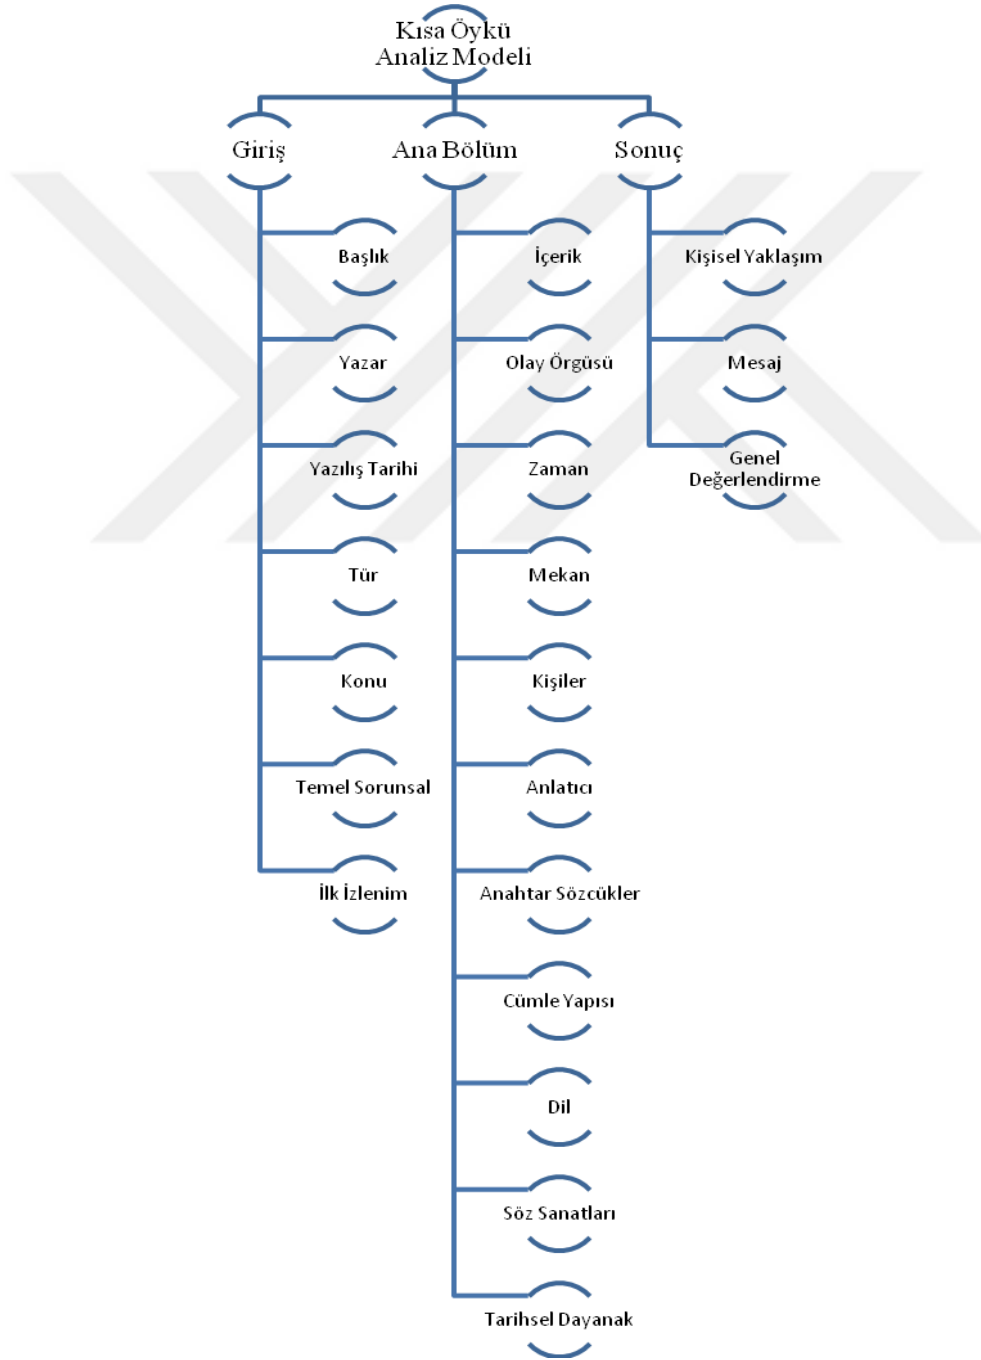 Kısa Öykü
Analiz Modeli
Giriş
Başlık
Yazar
Yazılış Tarihi
Tür
Konu
Temel Sorunsal
İlk İzlenim
Ana Bölüm
İçerik
Olay Örgüsü
Zaman
Mekan
Kişiler
Anlatıcı
Anahtar Sözcükler
Cümle Yapısı
Dil
Söz Sanatları
Tarihsel Dayanak
Sonuç
Kişisel Yaklaşım
Mesaj
Genel
Değerlendirme